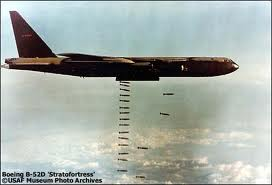 Boeing B-52D 'Stratofortress'
©USAF Museum Photo Archives